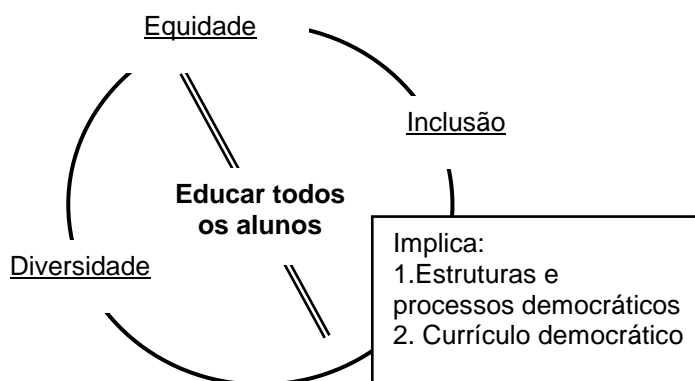 Equidade
Inclusão
Educar todos
os alunos
Diversidade
Implica:
1.Estruturas e
processos democráticos
2. Currículo democrático